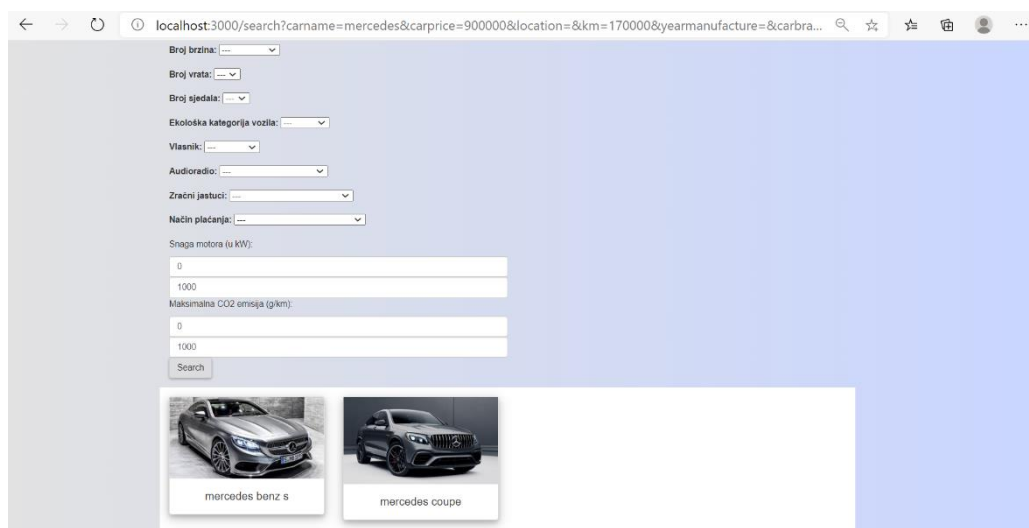 localhost:3000/search?carname=mercedes&carprice=900000&location=&km=170000&yearmanufacture=&carbra...
Broj brzina: ---
Broj vrata: ---
Broj sjedala: ---
Ekološka kategorija vozila: ---
Vlasnik: ---
Audioradio: ---
Zračni jastuci: ---
Način plaćanja: ---
Snaga motora (u kW):
0
1000
Maksimalna CO2 emisija (g/km):
0
1000
Search
mercedes benz s
mercedes coupe